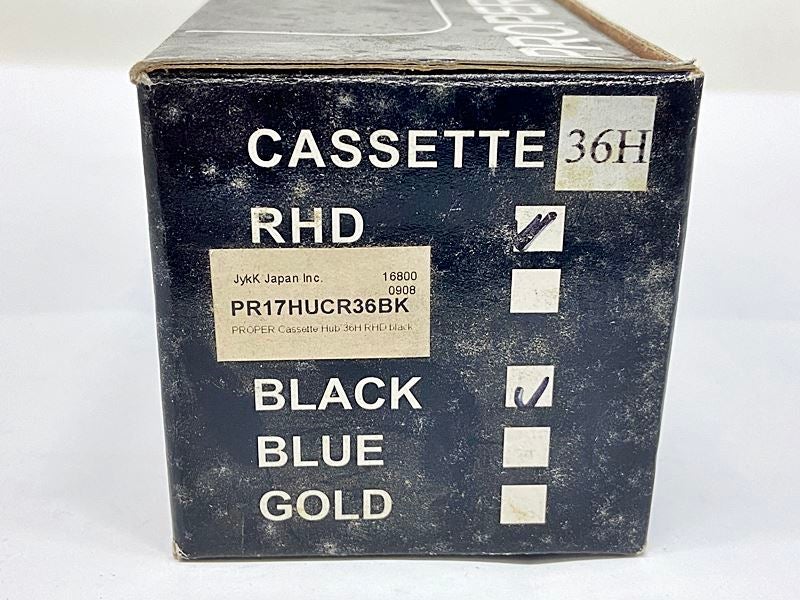 PROPER
CASSETTE 36H
RHD
JykK Japan Inc. 16800
0908
PR17HUCR36BK
PROPER Cassette Hub 36H RHD black
BLACK
BLUE
GOLD